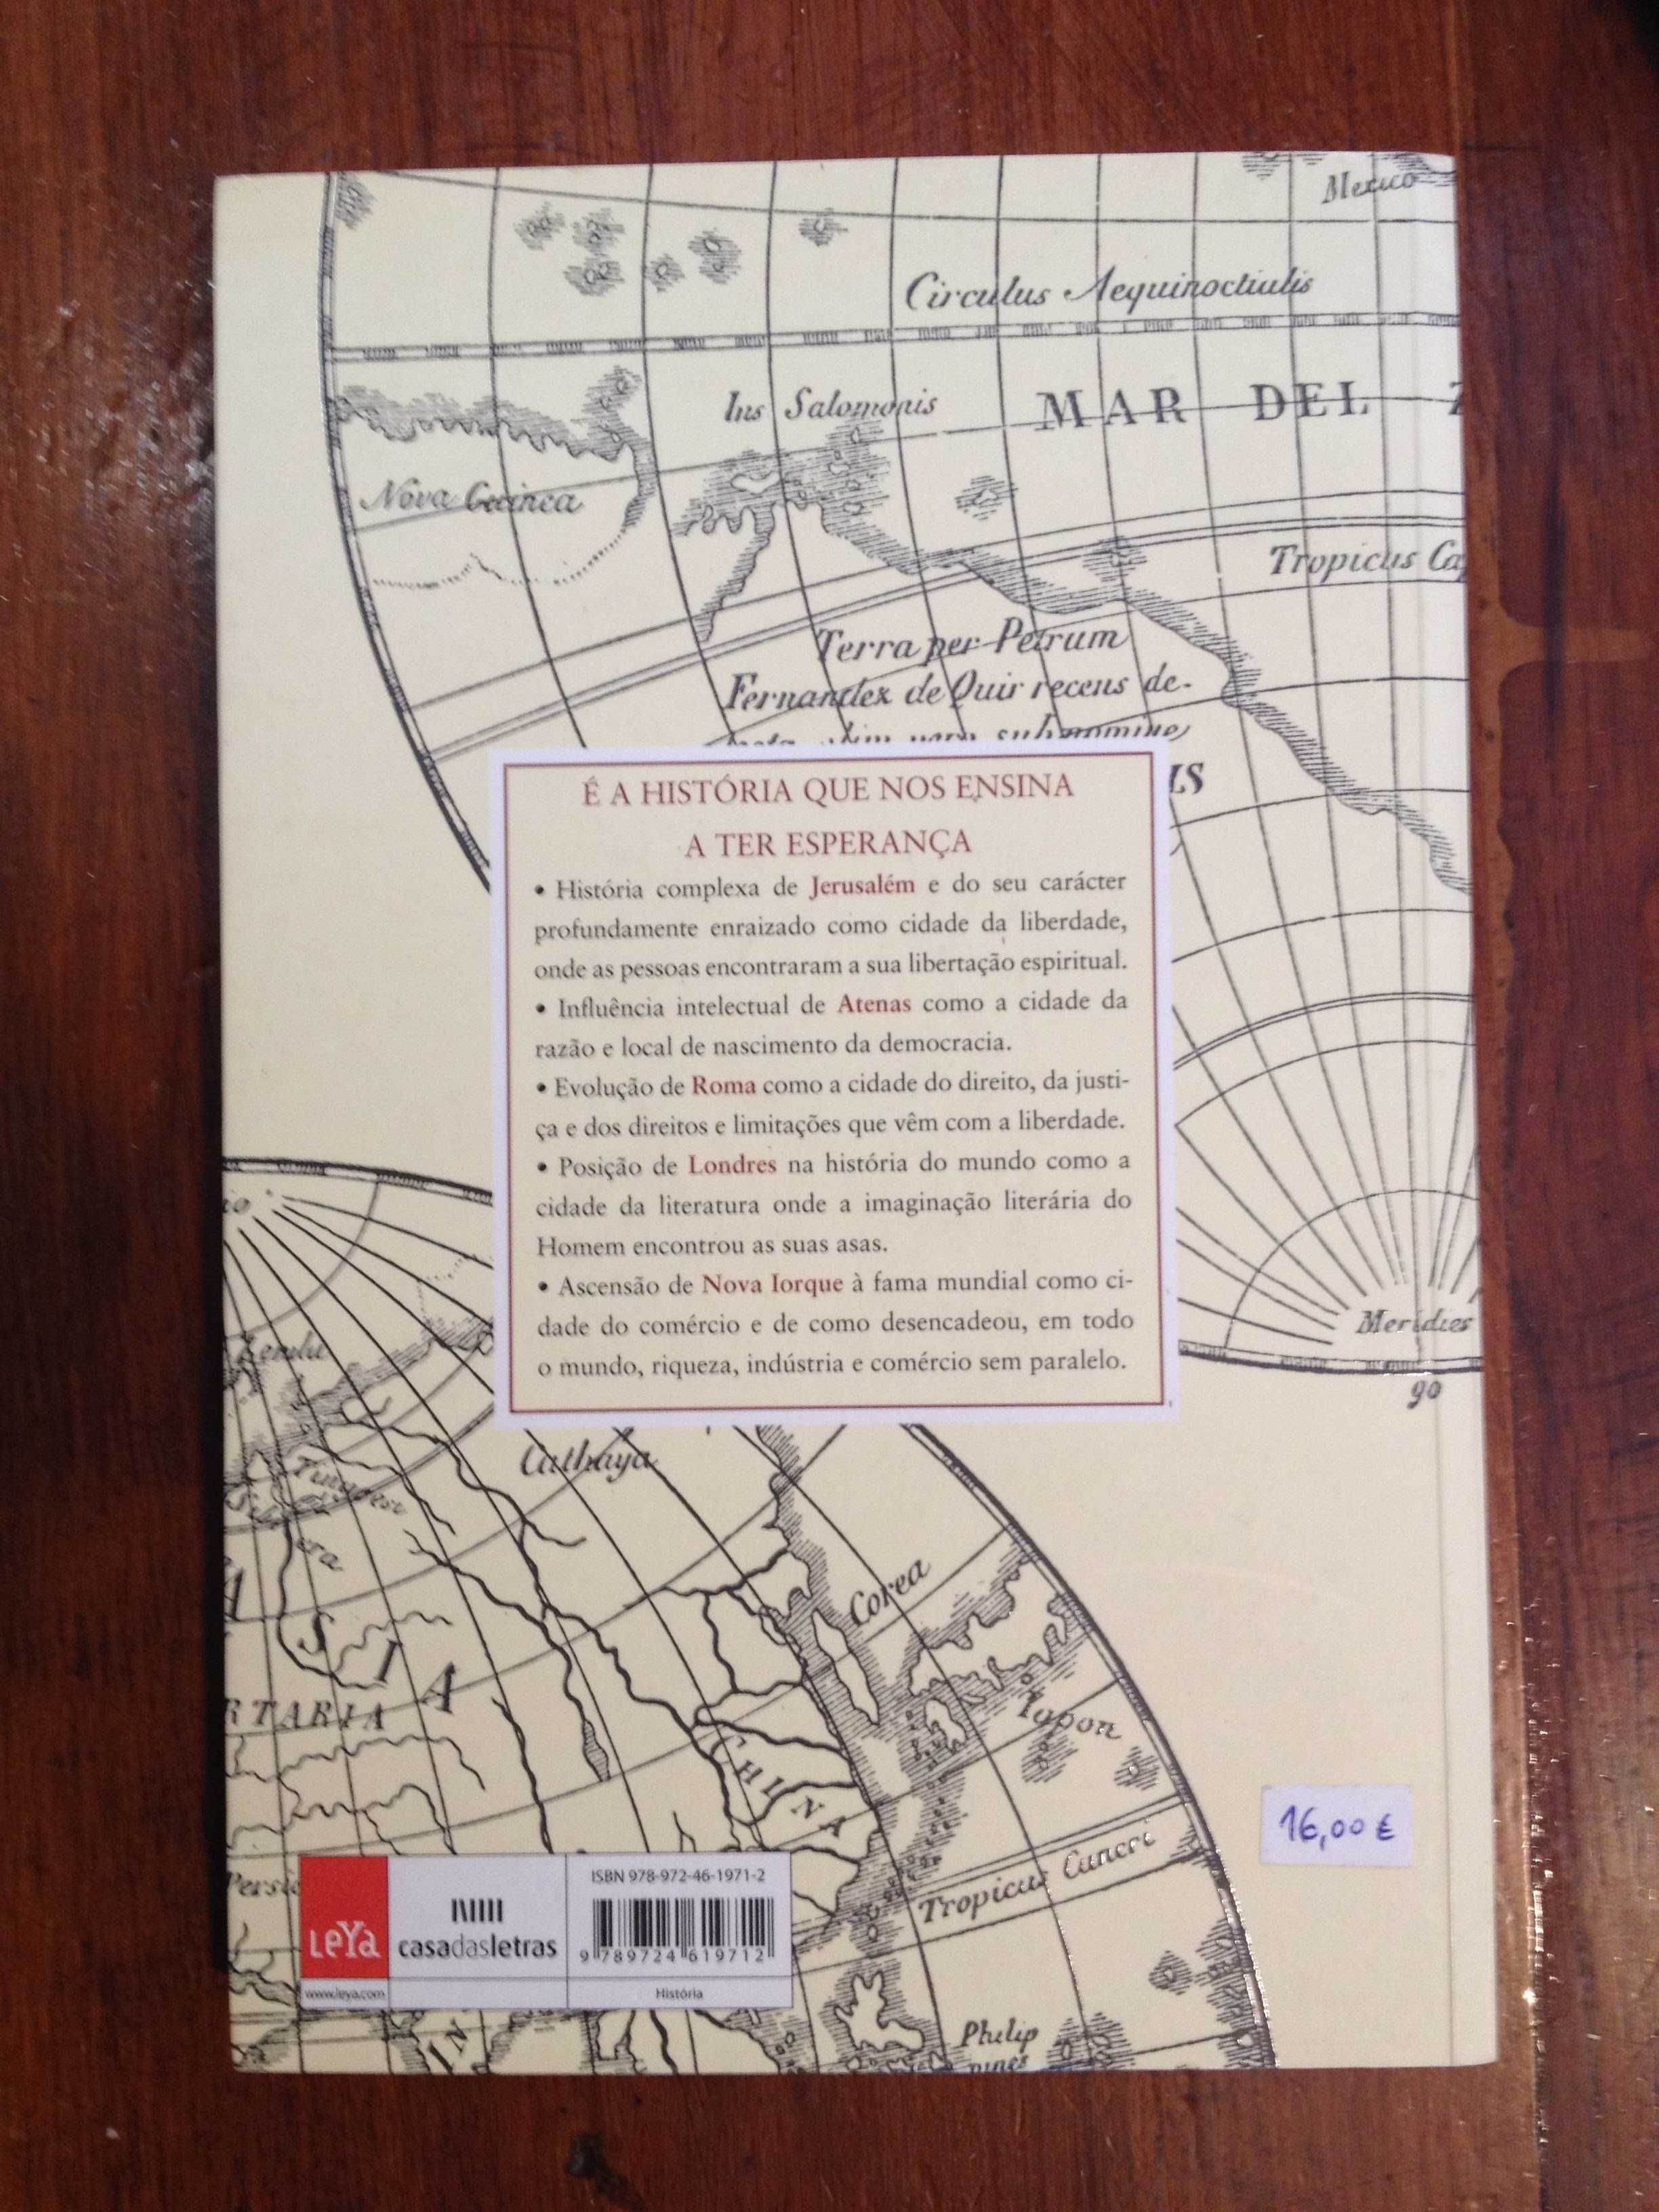 Mexico
Circulus Aequinoctialis
Ins Salomonis
MAR DEL
Nova Guinea
Tropicus
Terra per Petrum
Fernandex de Quir recens de-
É A HISTÓRIA QUE NOS ENSINA
A TER ESPERANÇA
• História complexa de Jerusalém e do seu carácter
profundamente enraizado como cidade da liberdade,
onde as pessoas encontraram a sua libertação espiritual.
• Influência intelectual de Atenas como a cidade da
razão e local de nascimento da democracia.
• Evolução de Roma como a cidade do direito, da justi-
ça e dos direitos e limitações que vêm com a liberdade.
• Posição de Londres na história do mundo como a
cidade da literatura onde a imaginação literária do
Homem encontrou as suas asas.
• Ascensão de Nova Iorque à fama mundial como ci-
dade do comércio e de como desencadeou, em todo
o mundo, riqueza, indústria e comércio sem paralelo.
Meridies
90
Cathaya
Corea
SIA
RTARIA
Iapon
CHINA
16,00 €
Tropicus Cancri
Philip
pines
LEYA
www.leya.com
casadasletras
ISBN 978-972-46-1971-2
9 789724 619712
História